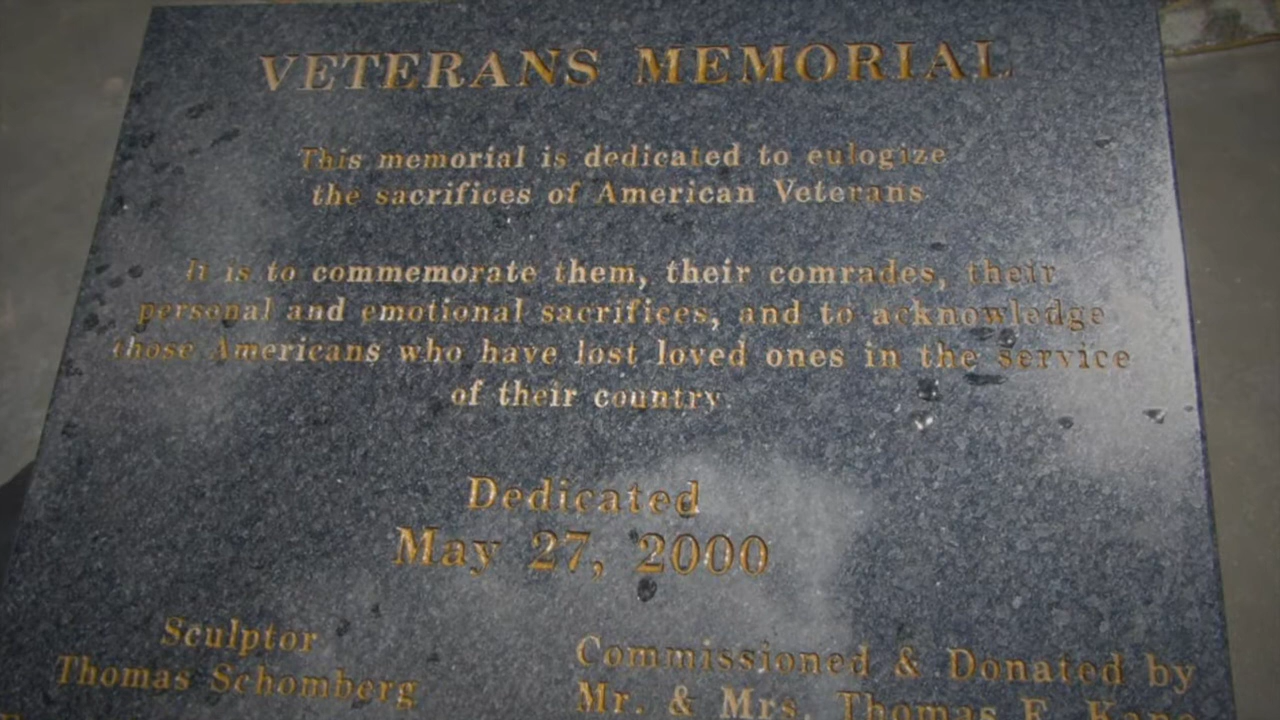 VETERANS MEMORIAL
This memorial is dedicated to eulogize
the sacrifices of American Veterans.
It is to commemorate them, their comrades, their
personal and emotional sacrifices, and to acknowledge
those Americans who have lost loved ones in the service
of their country.
Dedicated
May 27, 2000
Sculptor
Thomas Schomberg
Commissioned & Donated by
Mr. & Mrs. Thomas F.